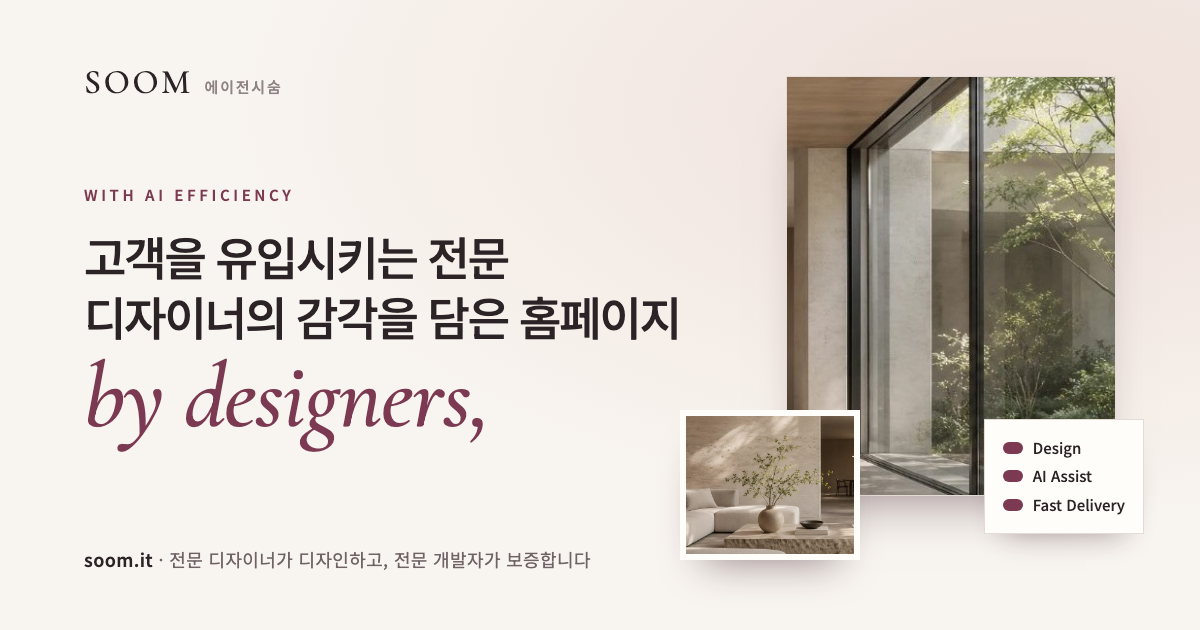 SOOM 에이전시숨
WITH AI EFFICIENCY
고객을 유입시키는 전문
디자이너의 감각을 담은 홈페이지
by designers,
Design
AI Assist
Fast Delivery
soom.it · 전문 디자이너가 디자인하고, 전문 개발자가 보증합니다